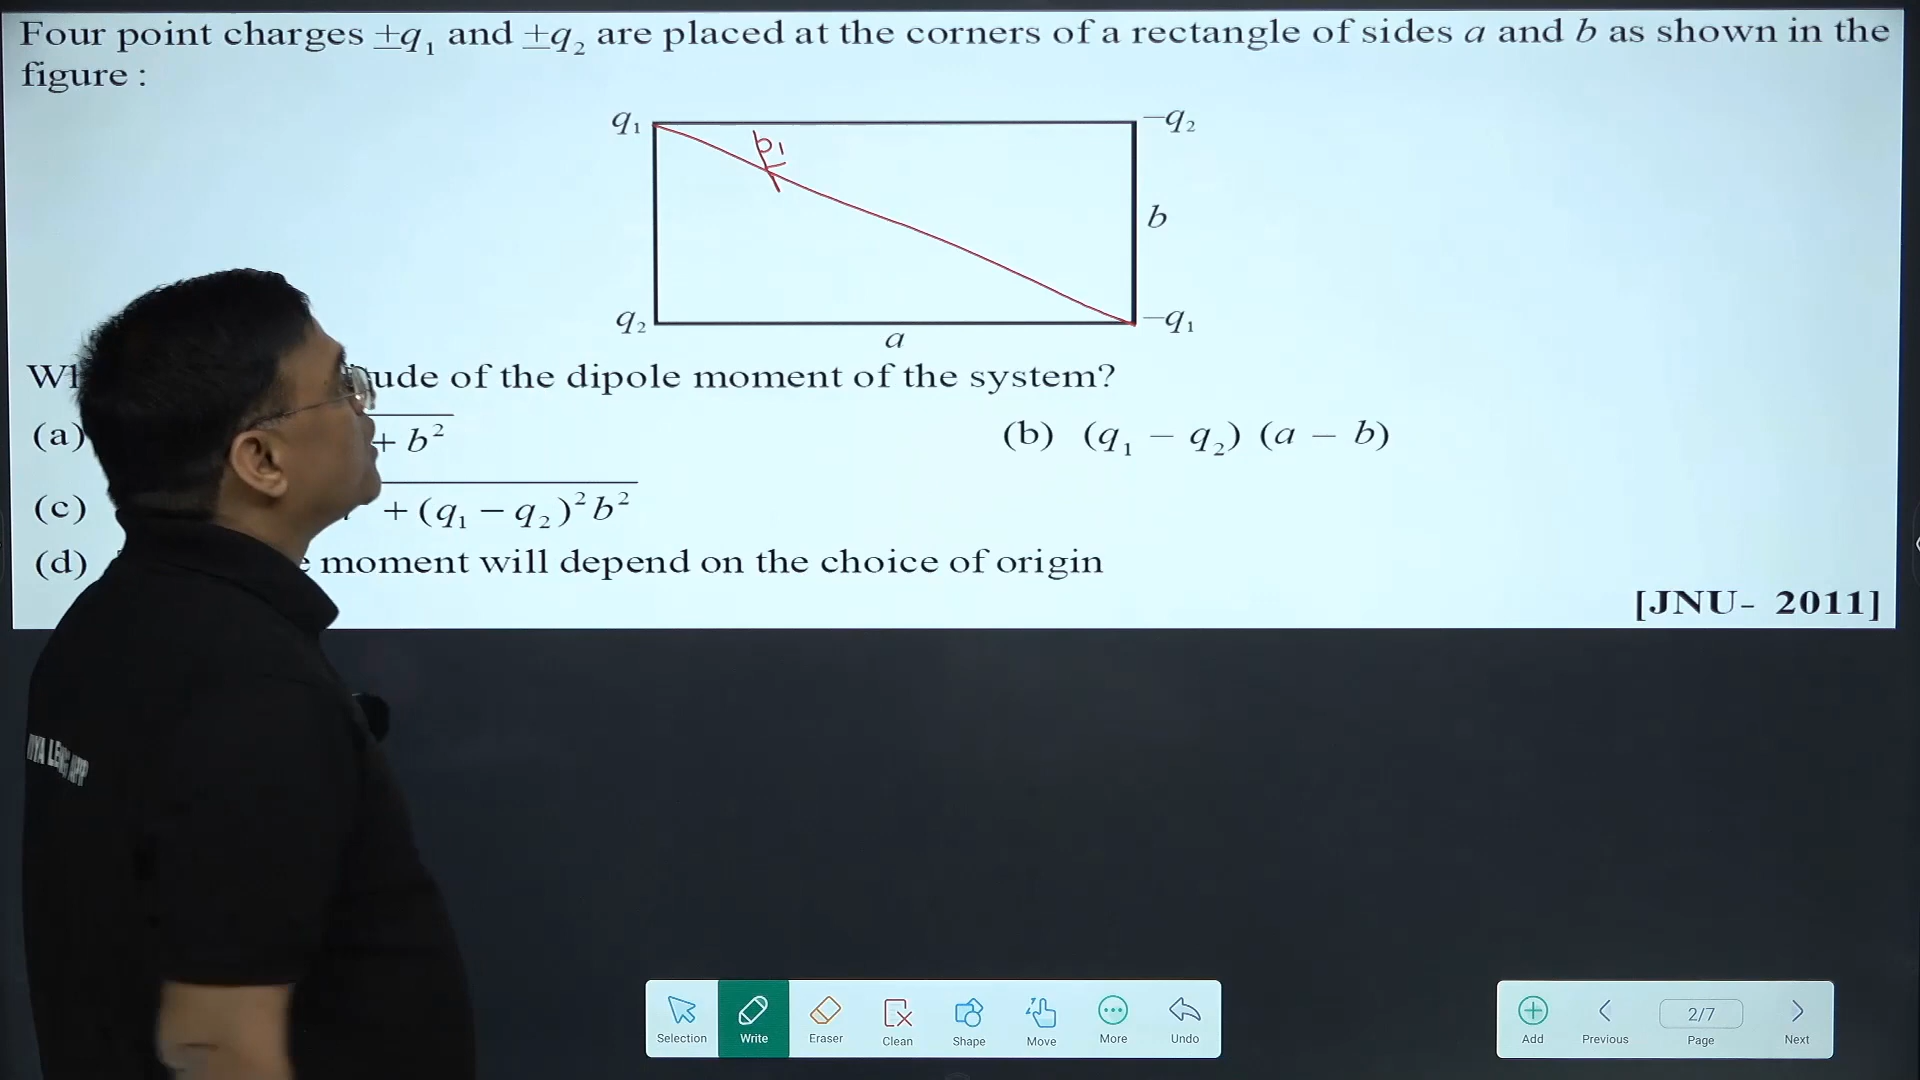 Four point charges ±q₁ and ±q₂ are placed at the corners of a rectangle of sides a and b as shown in the
figure :
q₁
−q₂
p₁
b
q₂
−q₁
a
ude of the dipole moment of the system?
(a)
+ b²
(b) (q₁ − q₂) (a − b)
(c)
+ (q₁ − q₂)²b²
(d)
moment will depend on the choice of origin
[JNU- 2011]
Selection
Write
Eraser
Clean
Shape
Move
More
Undo
Add
Previous
2/7
Page
Next